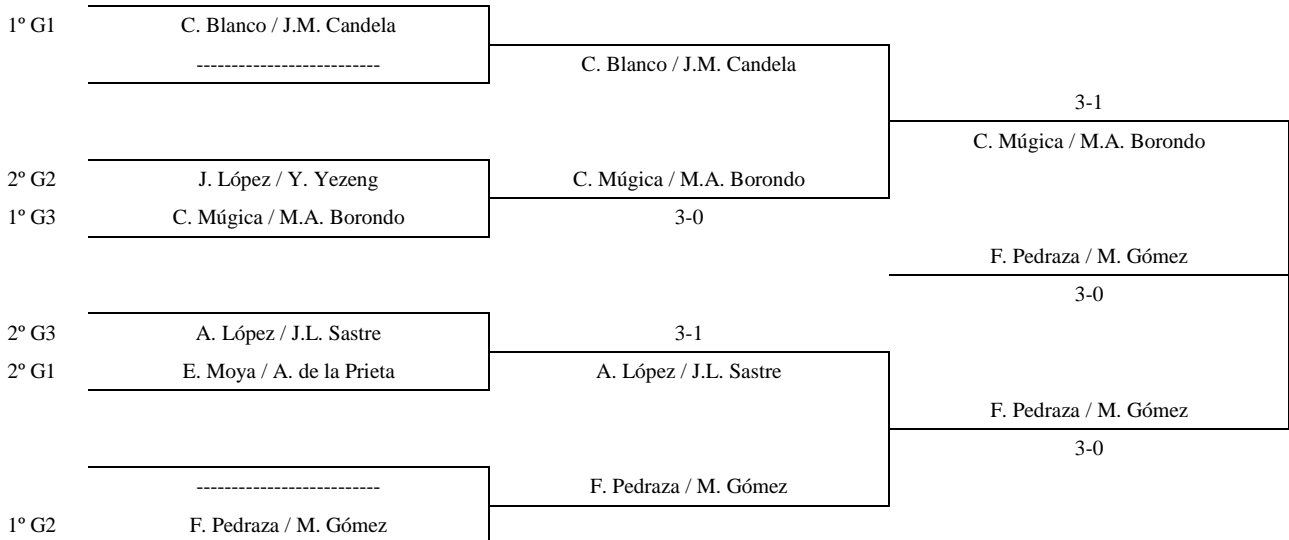 1º G1 C. Blanco / J.M. Candela
-------------------------- C. Blanco / J.M. Candela
3-1
C. Múgica / M.A. Borondo
2º G2 J. López / Y. Yezeng C. Múgica / M.A. Borondo
1º G3 C. Múgica / M.A. Borondo 3-0
F. Pedraza / M. Gómez
3-0
2º G3 A. López / J.L. Sastre 3-1
2º G1 E. Moya / A. de la Prieta A. López / J.L. Sastre
F. Pedraza / M. Gómez
3-0
-------------------------- F. Pedraza / M. Gómez
1º G2 F. Pedraza / M. Gómez